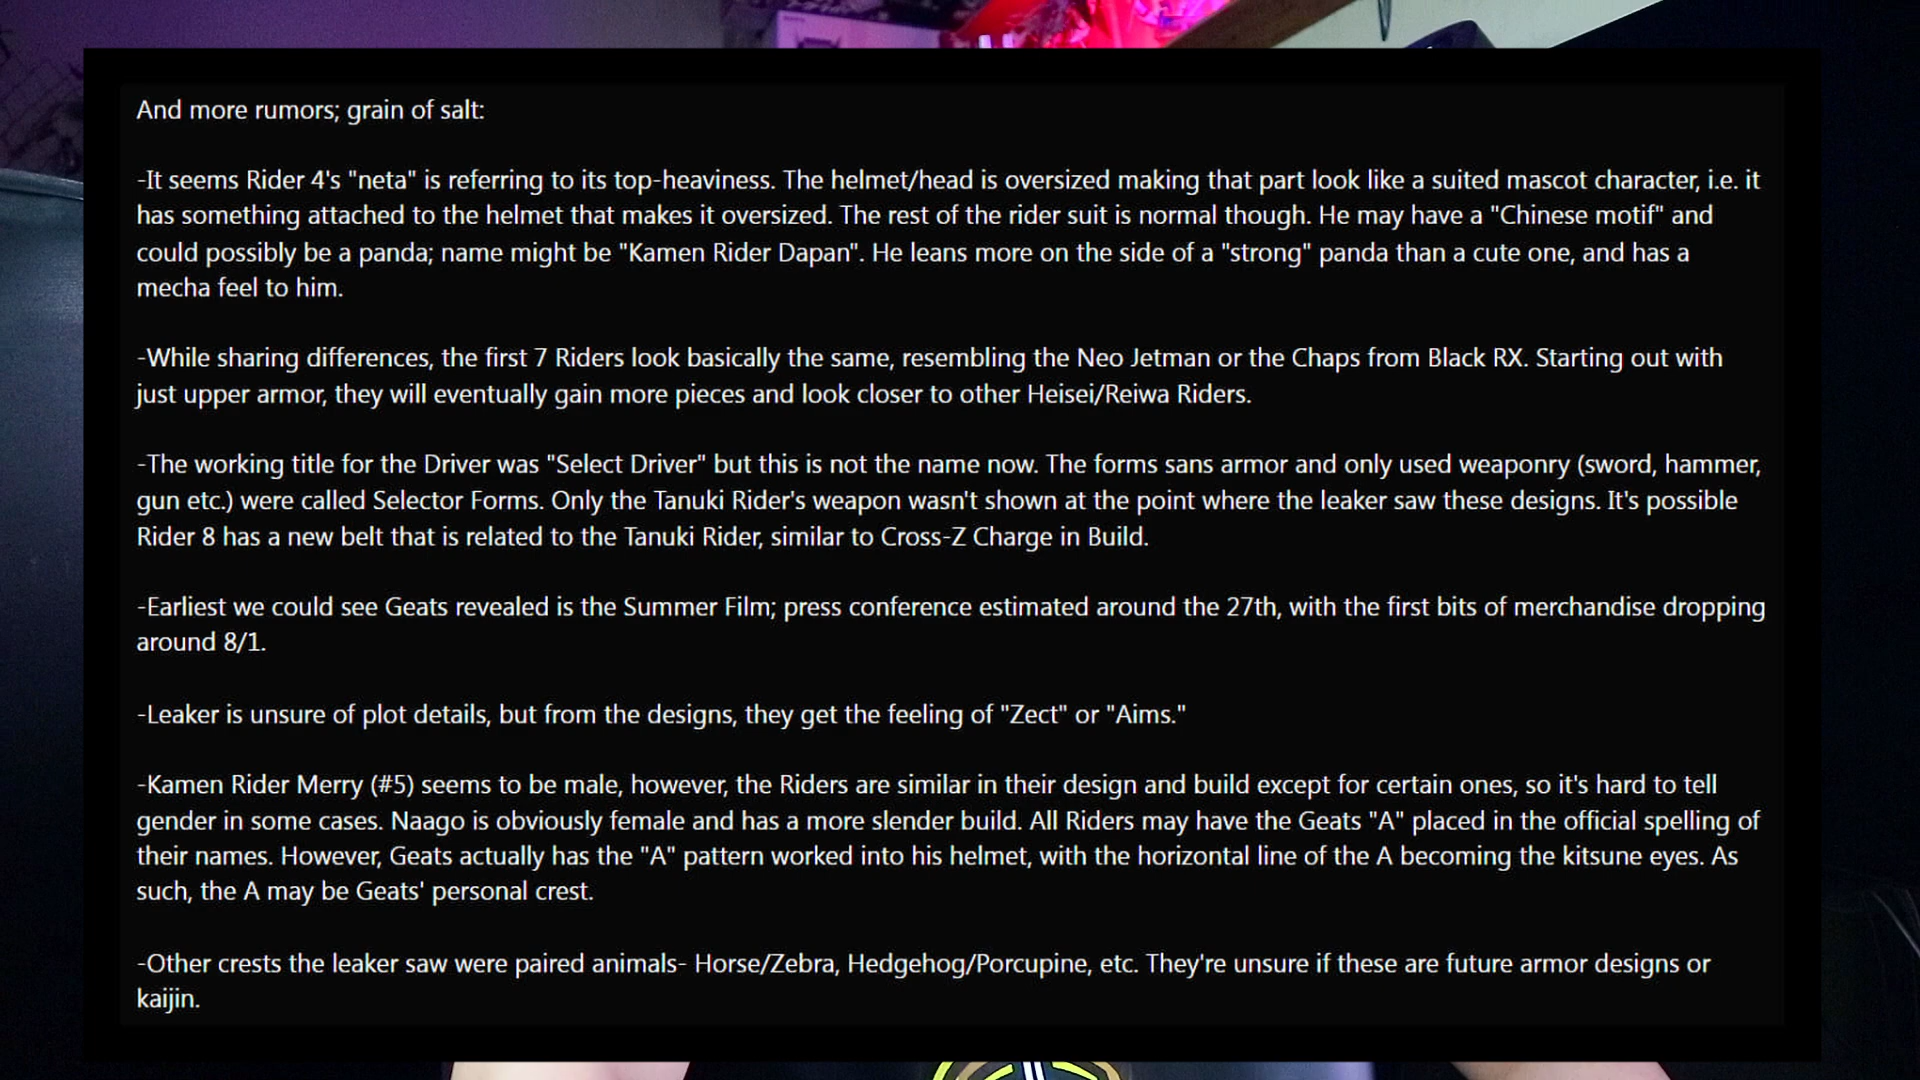 And more rumors; grain of salt:
-It seems Rider 4's "neta" is referring to its top-heaviness. The helmet/head is oversized making that part look like a suited mascot character, i.e. it
has something attached to the helmet that makes it oversized. The rest of the rider suit is normal though. He may have a "Chinese motif" and
could possibly be a panda; name might be "Kamen Rider Dapan". He leans more on the side of a "strong" panda than a cute one, and has a
mecha feel to him.
-While sharing differences, the first 7 Riders look basically the same, resembling the Neo Jetman or the Chaps from Black RX. Starting out with
just upper armor, they will eventually gain more pieces and look closer to other Heisei/Reiwa Riders.
-The working title for the Driver was "Select Driver" but this is not the name now. The forms sans armor and only used weaponry (sword, hammer,
gun etc.) were called Selector Forms. Only the Tanuki Rider's weapon wasn't shown at the point where the leaker saw these designs. It's possible
Rider 8 has a new belt that is related to the Tanuki Rider, similar to Cross-Z Charge in Build.
-Earliest we could see Geats revealed is the Summer Film; press conference estimated around the 27th, with the first bits of merchandise dropping
around 8/1.
-Leaker is unsure of plot details, but from the designs, they get the feeling of "Zect" or "Aims."
-Kamen Rider Merry (#5) seems to be male, however, the Riders are similar in their design and build except for certain ones, so it's hard to tell
gender in some cases. Naago is obviously female and has a more slender build. All Riders may have the Geats "A" placed in the official spelling of
their names. However, Geats actually has the "A" pattern worked into his helmet, with the horizontal line of the A becoming the kitsune eyes. As
such, the A may be Geats' personal crest.
-Other crests the leaker saw were paired animals- Horse/Zebra, Hedgehog/Porcupine, etc. They're unsure if these are future armor designs or
kaijin.